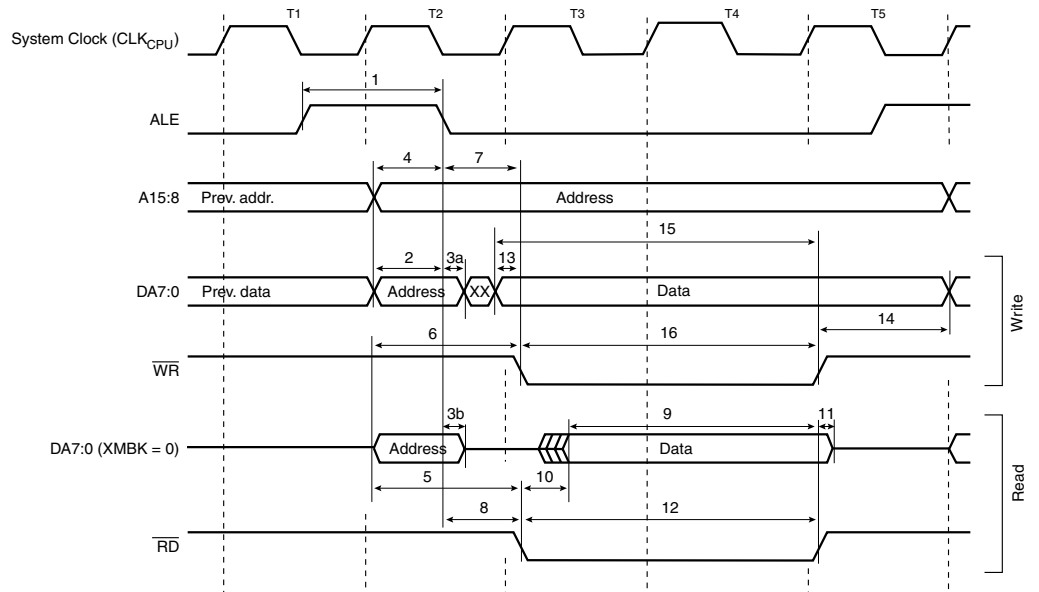 T1 T2 T3 T4 T5
System Clock (CLKCPU)
1
ALE
4 7
A15:8 Prev. addr. Address
15
2 3a 13
DA7:0 Prev. data Address XX Data
14
6 16
WR
Write
3b 9 11
DA7:0 (XMBK = 0) Address Data
5 10
8 12
RD
Read